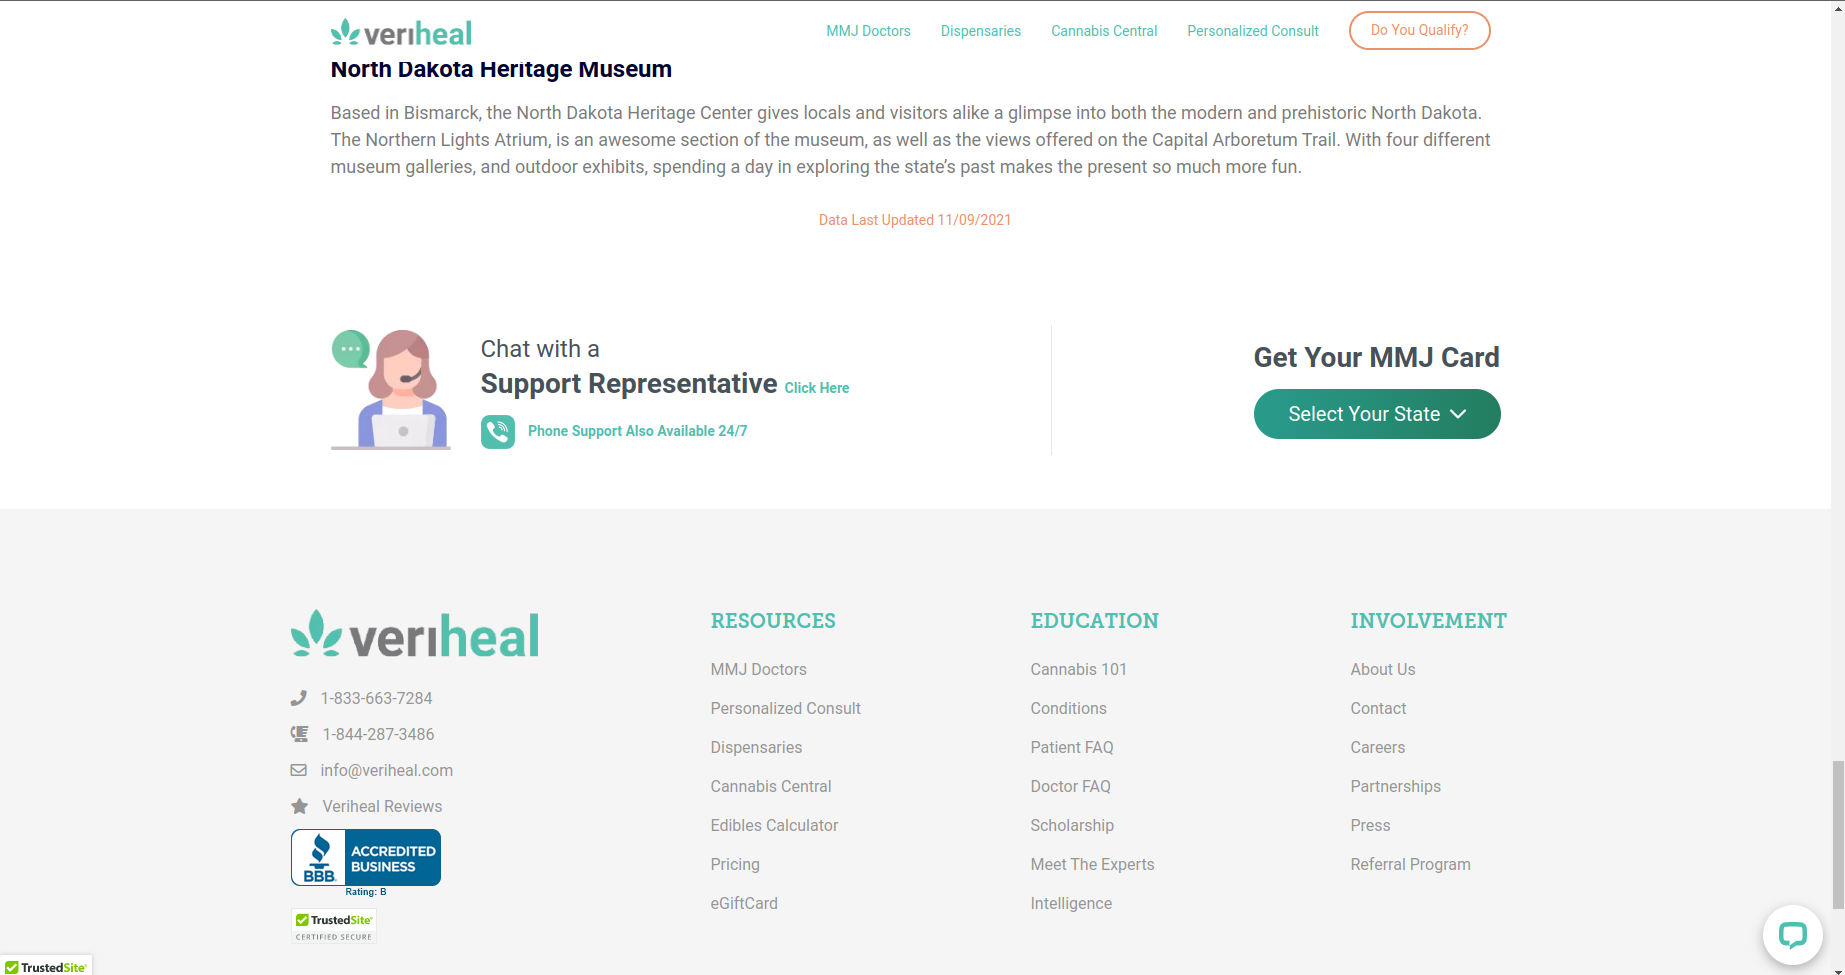 veriheal
MMJ Doctors
Dispensaries
Cannabis Central
Personalized Consult
Do You Qualify?
North Dakota Heritage Museum
Based in Bismarck, the North Dakota Heritage Center gives locals and visitors alike a glimpse into both the modern and prehistoric North Dakota.
The Northern Lights Atrium, is an awesome section of the museum, as well as the views offered on the Capital Arboretum Trail. With four different
museum galleries, and outdoor exhibits, spending a day in exploring the state’s past makes the present so much more fun.
Data Last Updated 11/09/2021
Chat with a
Support Representative Click Here
Phone Support Also Available 24/7
Get Your MMJ Card
Select Your State
veriheal
1-833-663-7284
1-844-287-3486
info@veriheal.com
Veriheal Reviews
BBB.
ACCREDITED
BUSINESS
Rating: B
TrustedSite
CERTIFIED SECURE
RESOURCES
MMJ Doctors
Personalized Consult
Dispensaries
Cannabis Central
Edibles Calculator
Pricing
eGiftCard
EDUCATION
Cannabis 101
Conditions
Patient FAQ
Doctor FAQ
Scholarship
Meet The Experts
Intelligence
INVOLVEMENT
About Us
Contact
Careers
Partnerships
Press
Referral Program
TrustedSite